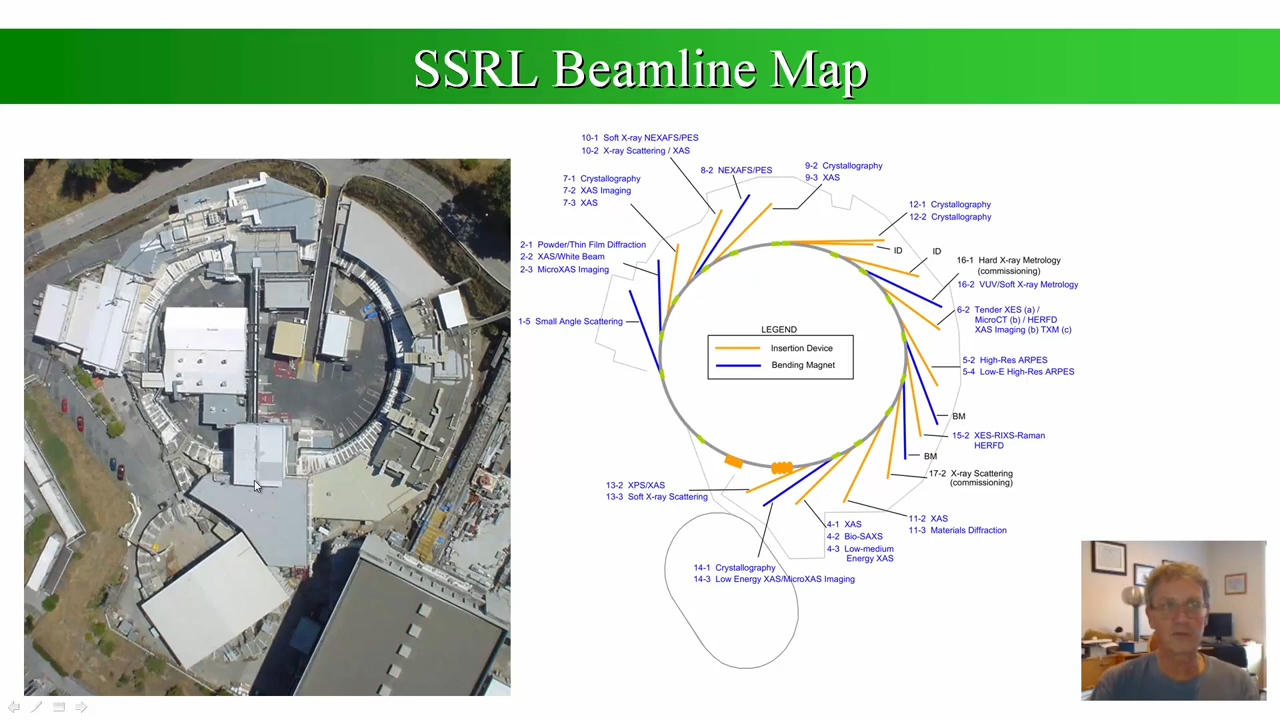 SSRL Beamline Map
10-1 Soft X-ray NEXAFS/PES
10-2 X-ray Scattering / XAS
8-2 NEXAFS/PES
9-2 Crystallography
9-3 XAS
7-1 Crystallography
7-2 XAS Imaging
7-3 XAS
12-1 Crystallography
12-2 Crystallography
2-1 Powder/Thin Film Diffraction
2-2 XAS/White Beam
2-3 MicroXAS Imaging
ID
ID
16-1 Hard X-ray Metrology
(commissioning)
16-2 VUV/Soft X-ray Metrology
1-5 Small Angle Scattering
6-2 Tender XES (a) /
MicroCT (b) / HERFD
XAS Imaging (b) TXM (c)
LEGEND
Insertion Device
Bending Magnet
5-2 High-Res ARPES
5-4 Low-E High-Res ARPES
BM
15-2 XES-RIXS-Raman
HERFD
BM
17-2 X-ray Scattering
(commissioning)
13-2 XPS/XAS
13-3 Soft X-ray Scattering
11-2 XAS
11-3 Materials Diffraction
4-1 XAS
4-2 Bio-SAXS
4-3 Low-medium
Energy XAS
14-1 Crystallography
14-3 Low Energy XAS/MicroXAS Imaging